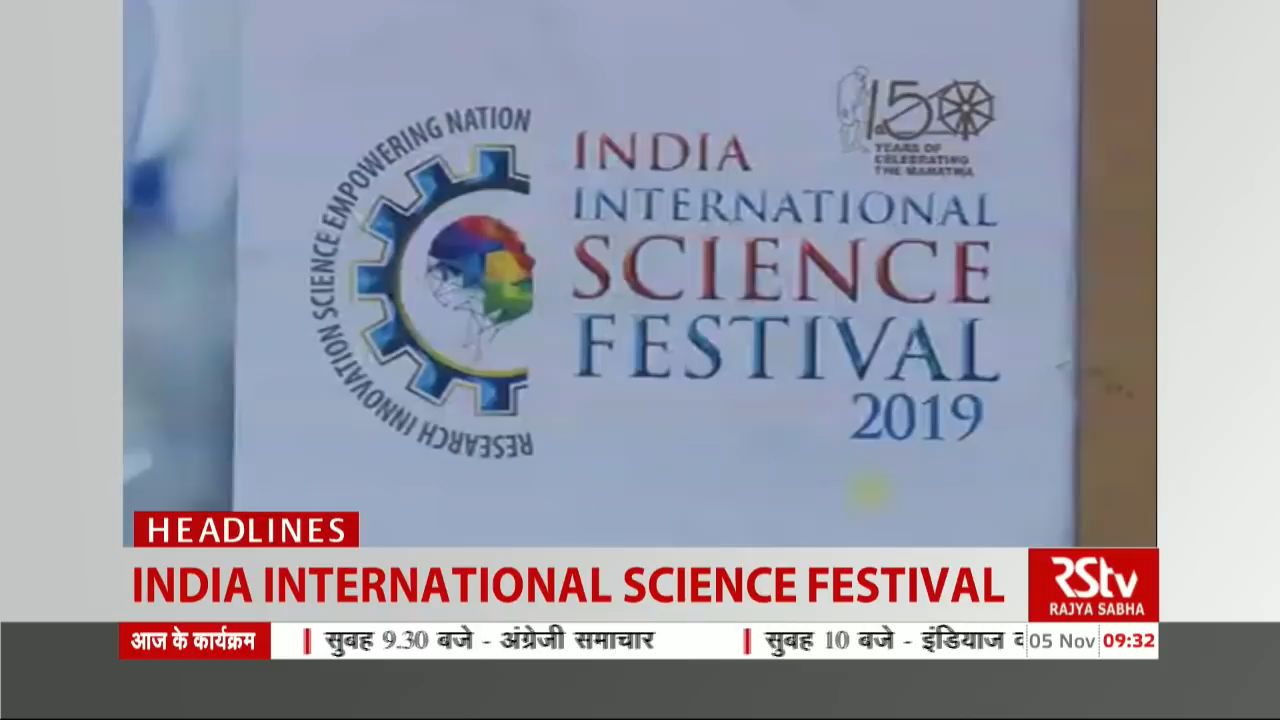 RESEARCH INNOVATION SCIENCE EMPOWERING NATION
150
YEARS OF
CELEBRATING
THE MAHATMA
INDIA
INTERNATIONAL
SCIENCE
FESTIVAL
2019
HEADLINES
INDIA INTERNATIONAL SCIENCE FESTIVAL
RStv
RAJYA SABHA
आज के कार्यक्रम | सुबह 9.30 बजे - अंग्रेजी समाचार | सुबह 10 बजे - इंडियाज 05 Nov 09:32